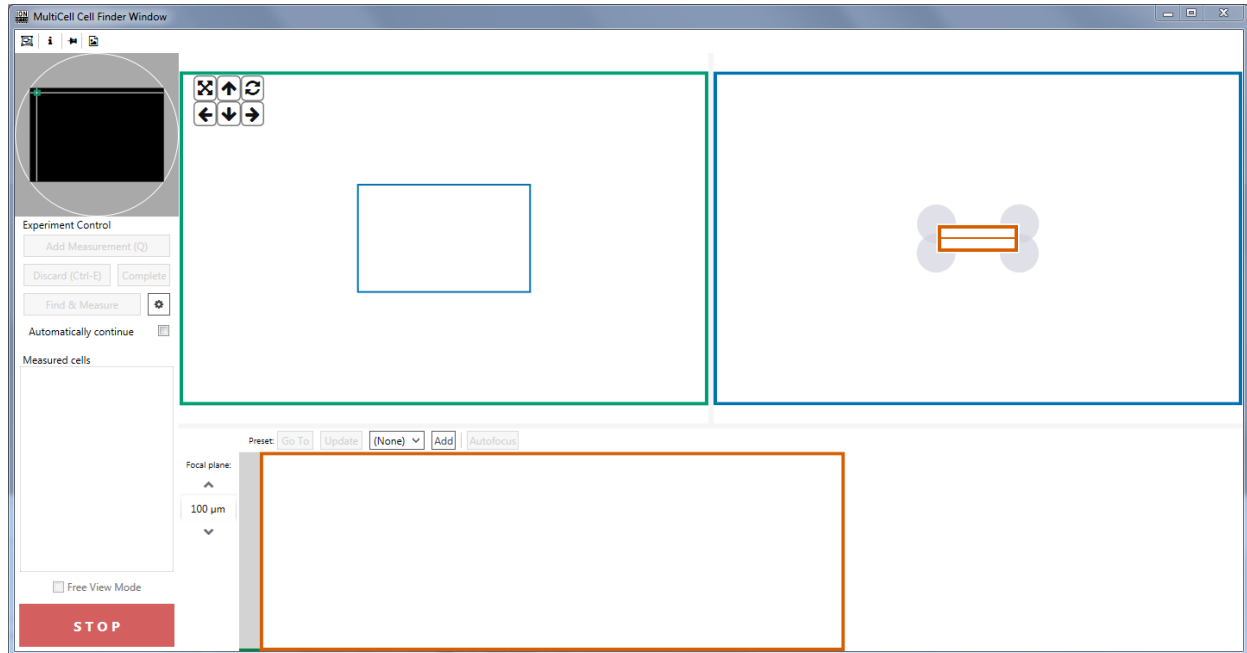 MultiCell Cell Finder Window
Experiment Control
Add Measurement (Q)
Discard (Ctrl-E) Complete
Find & Measure
Automatically continue
Measured cells
Free View Mode
STOP
Preset: Go To Update (None) Add Autofocus
Focal plane:
100 µm